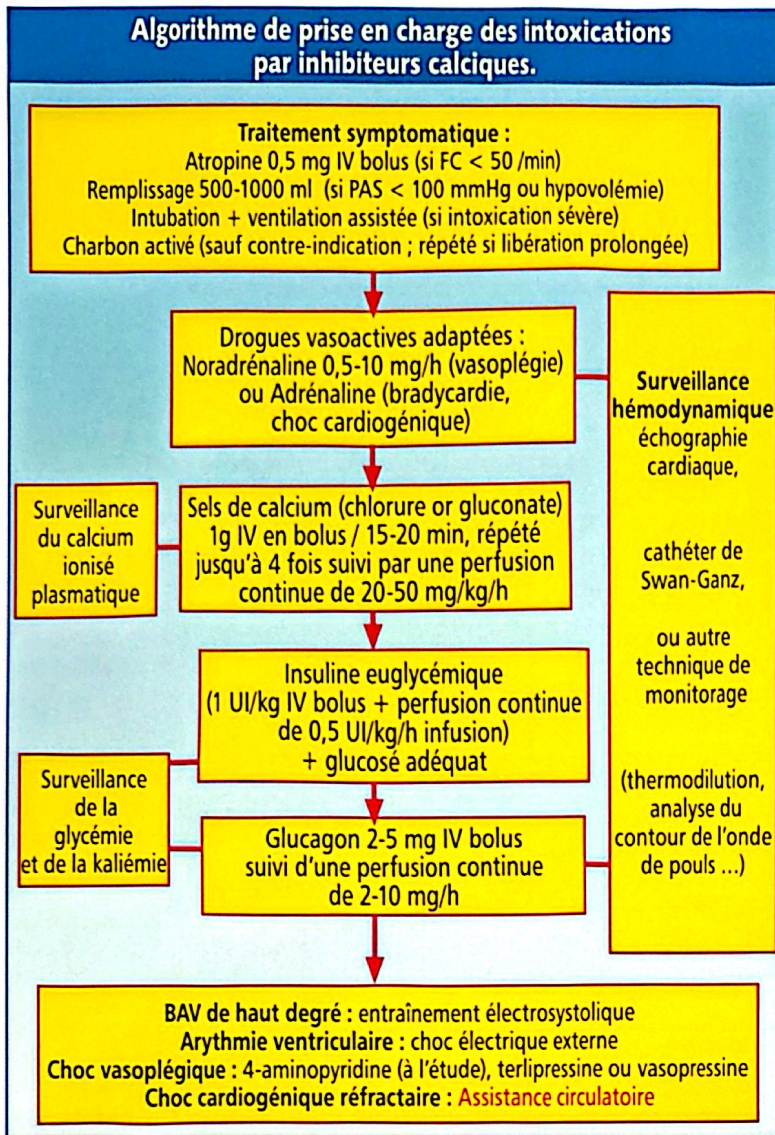 Algorithme de prise en charge des intoxications
par inhibiteurs calciques.
Traitement symptomatique :
Atropine 0,5 mg IV bolus (si FC < 50 /min)
Remplissage 500-1000 ml (si PAS < 100 mmHg ou hypovolémie)
Intubation + ventilation assistée (si intoxication sévère)
Charbon activé (sauf contre-indication ; répété si libération prolongée)
Drogues vasoactives adaptées :
Noradrénaline 0,5-10 mg/h (vasoplégie)
ou Adrénaline (bradycardie,
choc cardiogénique)
Surveillance
hémodynamique
échographie
cardiaque,
cathéter de
Swan-Ganz,
ou autre
technique de
monitorage
(thermodilution,
analyse du
contour de l'onde
de pouls ...)
Surveillance
du calcium
ionisé
plasmatique
Sels de calcium (chlorure or gluconate)
1g IV en bolus / 15-20 min, répété
jusqu'à 4 fois suivi par une perfusion
continue de 20-50 mg/kg/h
Insuline euglycémique
(1 UI/kg IV bolus + perfusion continue
de 0,5 UI/kg/h infusion)
+ glucosé adéquat
Surveillance
de la
glycémie
et de la kaliémie
Glucagon 2-5 mg IV bolus
suivi d'une perfusion continue
de 2-10 mg/h
BAV de haut degré : entraînement électrosystolique
Arythmie ventriculaire : choc électrique externe
Choc vasoplégique : 4-aminopyridine (à l'étude), terlipressine ou vasopressine
Choc cardiogénique réfractaire : Assistance circulatoire